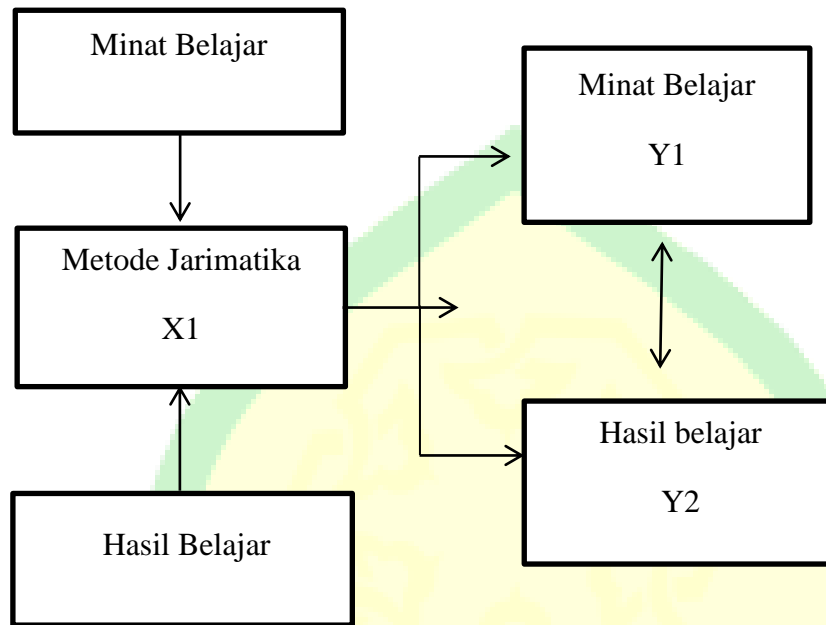 Minat Belajar
Metode Jarimatika
X1
Hasil Belajar
Minat Belajar
Y1
Hasil belajar
Y2